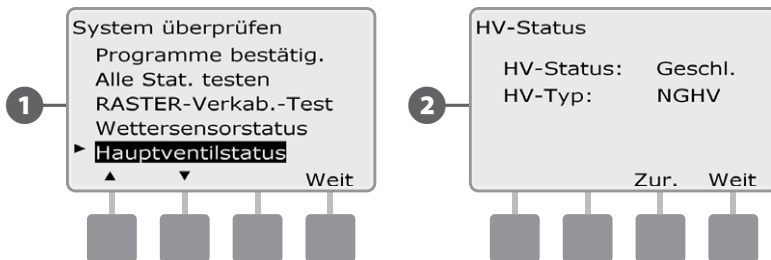 1
System überprüfen
Programme bestätig.
Alle Stat. testen
RASTER-Verkab.-Test
Wettersensorstatus
Hauptventilstatus
Weit
2
HV-Status
HV-Status: Geschl.
HV-Typ: NGHV
Zur. Weit